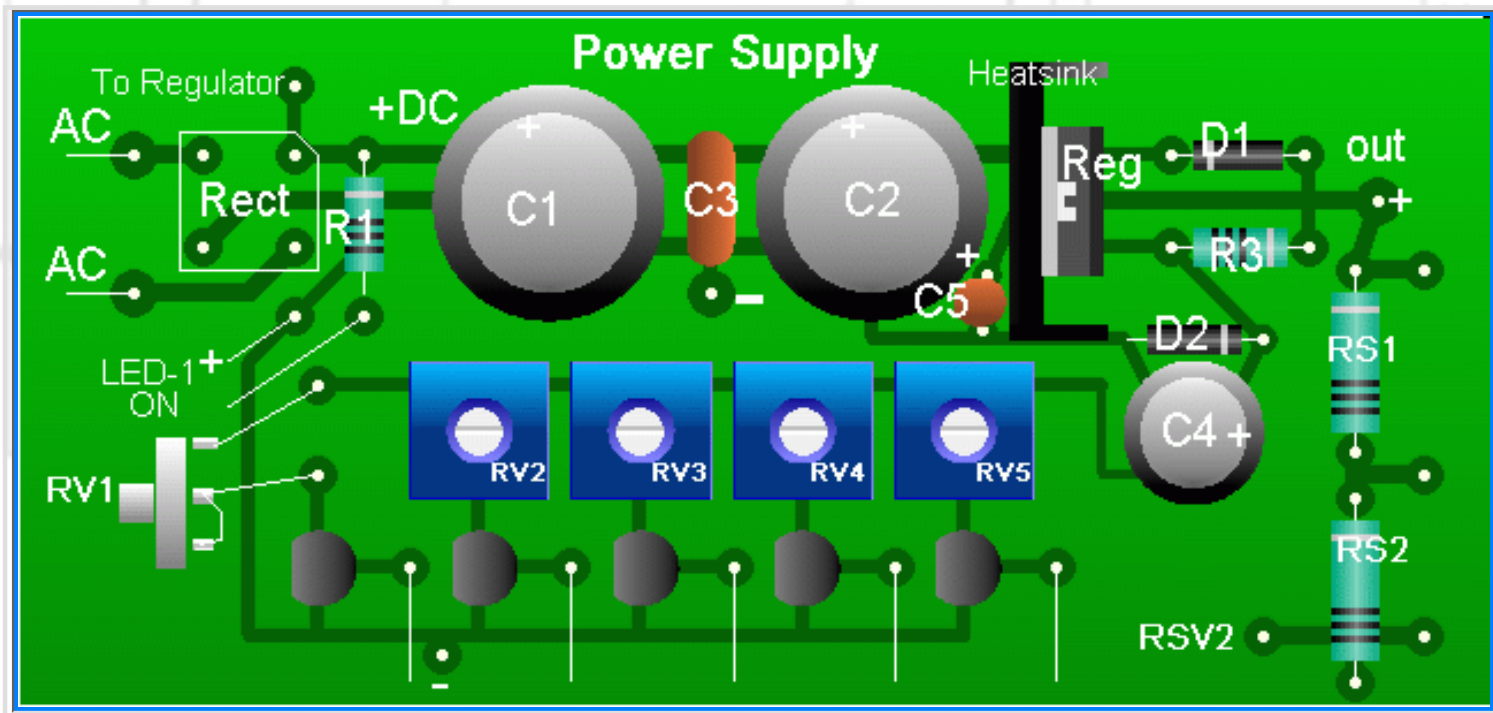 Power Supply
To Regulator
Heatsink
+DC
AC
+
+
C1
C3
C2
Reg
D1
out
+
Rect
R1
R3
AC
-
+
C5
D2
RS1
LED-1 +
ON
C4 +
RV1
RV2
RV3
RV4
RV5
RS2
RSV2
-